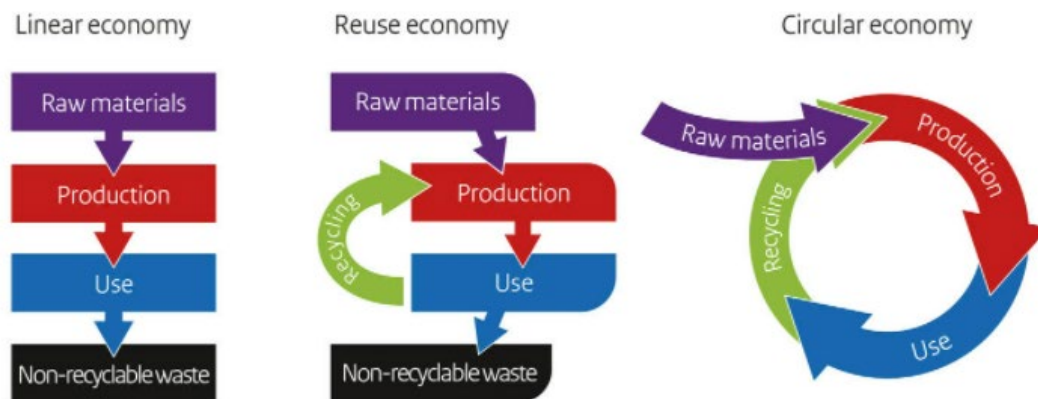 Linear economy
Raw materials
Production
Use
Non-recyclable waste
Reuse economy
Raw materials
Recycling
Production
Use
Non-recyclable waste
Circular economy
Raw materials
Production
Recycling
Use